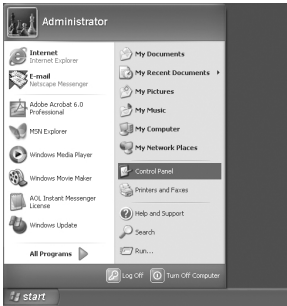 Administrator
Internet
Internet Explorer
E-mail
Netscape Messenger
Adobe Acrobat 6.0
Professional
MSN Explorer
Windows Media Player
Windows Movie Maker
AOL Instant Messenger
License
Windows Update
All Programs
My Documents
My Recent Documents
My Pictures
My Music
My Computer
My Network Places
Control Panel
Printers and Faxes
Help and Support
Search
Run...
Log Off
Turn Off Computer
start